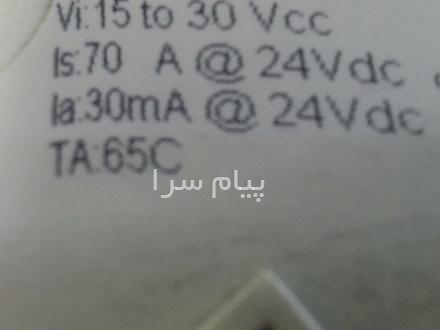 Vi:15 to 30 Vcc
Is:70 A @ 24Vdc
Ia:30mA @ 24Vdc
TA:65C
پیام سرا